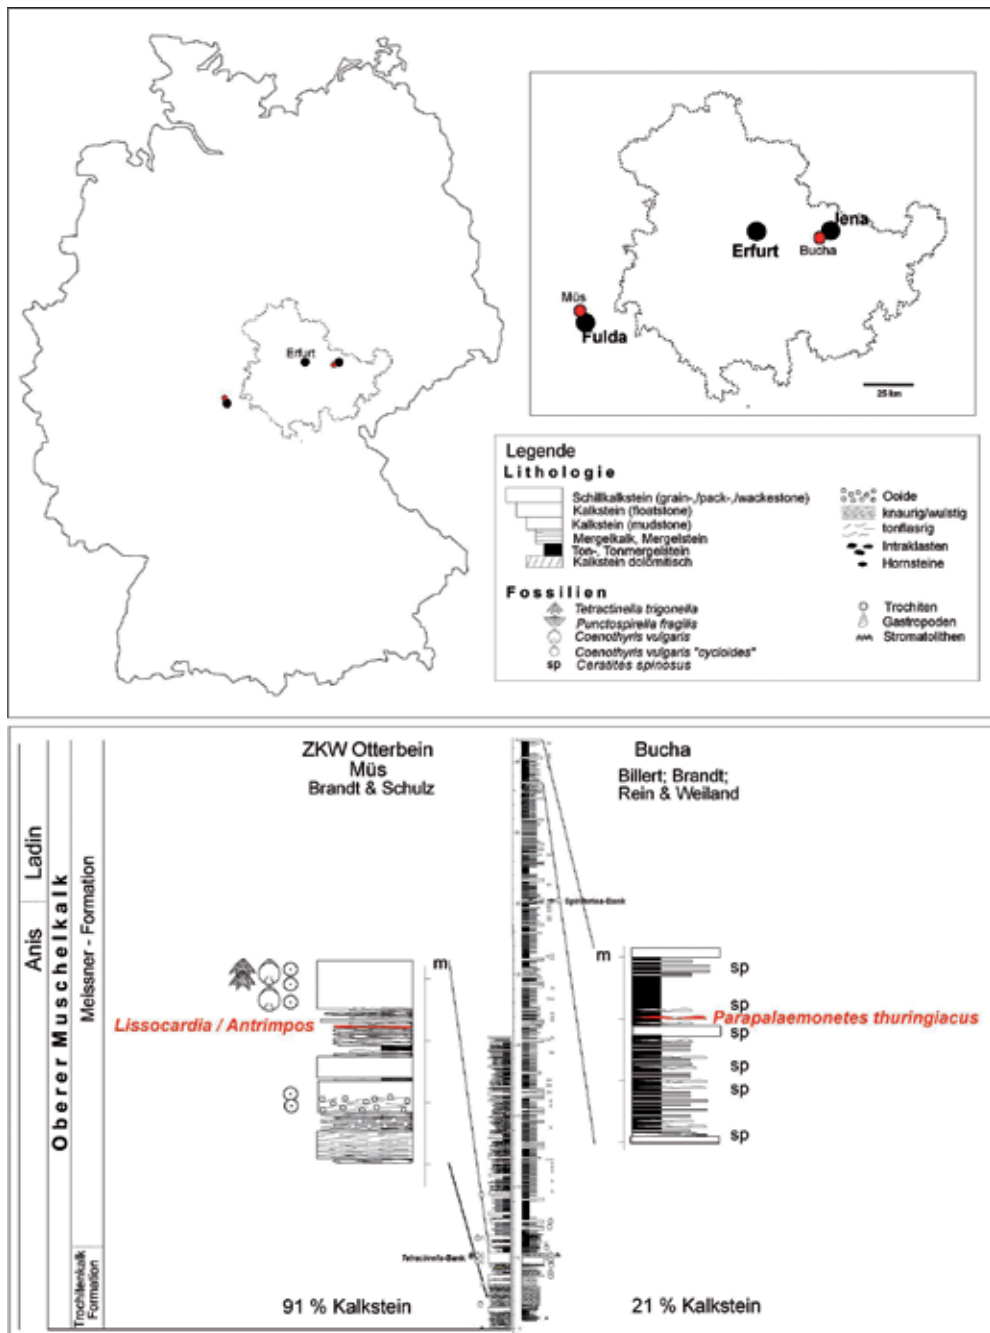 Erfurt
Jena
Erfurt
Bucha
Müs
Fulda
25 km
Legende
Lithologie
Schillkalkstein (grain-,/pack-,/wackestone)
Kalkstein (floatstone)
Kalkstein (mudstone)
Mergelkalk, Mergelstein
Ton-, Tonmergelstein
Kalkstein dolomitisch
Ooide
knaurig/wulstig
tonflasrig
Intraklasten
Hornsteine
Fossilien
Tetractinella trigonella
Punctospirella fragilis
Coenothyris vulgaris
Coenothyris vulgaris "cycloides"
sp Ceratites spinosus
Trochiten
Gastropoden
Stromatolithen
ZKW Otterbein
Müs
Brandt & Schulz
Bucha
Billert; Brandt;
Rein & Weiland
Ladin
Anis
Oberer Muschelkalk
Meissner - Formation
Trochitenkalk
Formation
m
Lissocardia / Antrimpos
Tetractinella-Bank
91 % Kalkstein
m
sp
sp
Parapalaemonetes thuringiacus
sp
sp
sp
sp
21 % Kalkstein